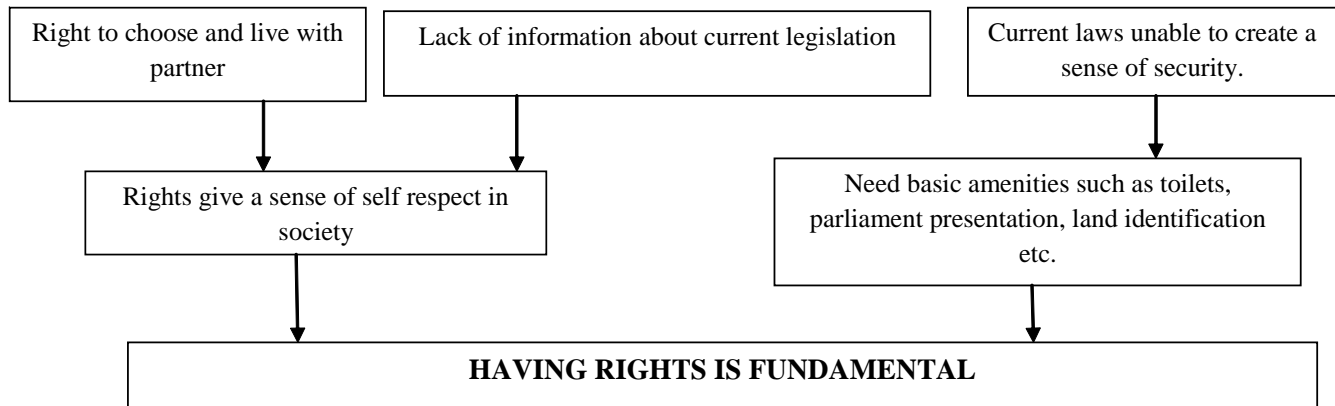 Right to choose and live with
partner
Lack of information about current legislation
Current laws unable to create a
sense of security.
Rights give a sense of self respect in
society
Need basic amenities such as toilets,
parliament presentation, land identification
etc.
HAVING RIGHTS IS FUNDAMENTAL